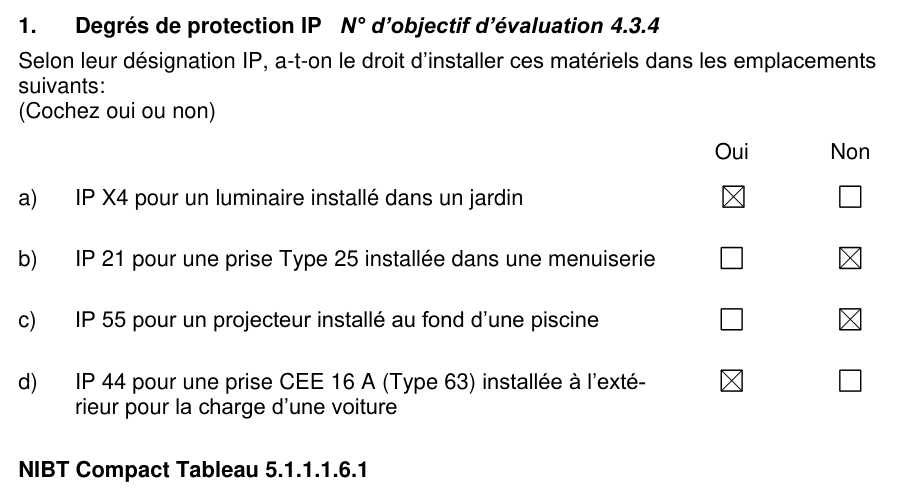 1. Degrés de protection IP N° d’objectif d’évaluation 4.3.4
Selon leur désignation IP, a-t-on le droit d’installer ces matériels dans les emplacements
suivants:
(Cochez oui ou non)
Oui Non
a) IP X4 pour un luminaire installé dans un jardin
b) IP 21 pour une prise Type 25 installée dans une menuiserie
c) IP 55 pour un projecteur installé au fond d’une piscine
d) IP 44 pour une prise CEE 16 A (Type 63) installée à l’exté-
rieur pour la charge d’une voiture
NIBT Compact Tableau 5.1.1.1.6.1